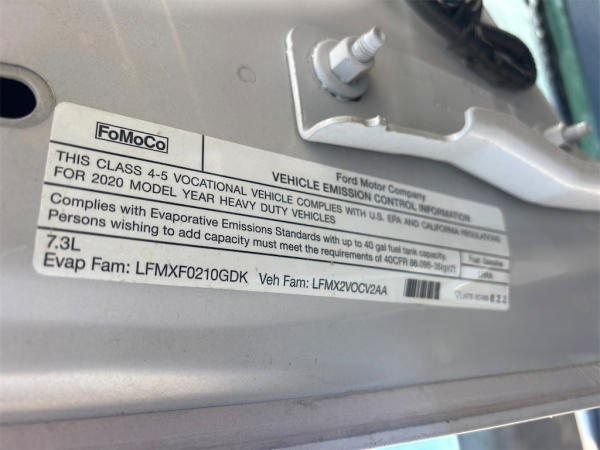 FoMoCo
Ford Motor Company
VEHICLE EMISSION CONTROL INFORMATION
THIS CLASS 4-5 VOCATIONAL VEHICLE COMPLIES WITH U.S. EPA AND CALIFORNIA REGULATIONS
FOR 2020 MODEL YEAR HEAVY DUTY VEHICLES
Complies with Evaporative Emissions Standards with up to 40 gal fuel tank capacity.
Persons wishing to add capacity must meet the requirements of 40CFR 86.095-35(g)(7)
Fuel: Gasoline
7.3L
Evap Fam: LFMXF0210GDK Veh Fam: LFMX2VOCV2AA